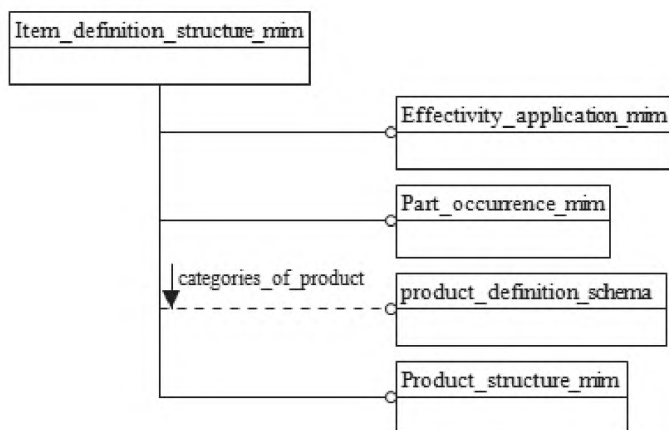 Item_definition_structure_mim
Effectivity_application_mim
Part_occurrence_mim
categories_of_product
product_definition_schema
Product_structure_mim